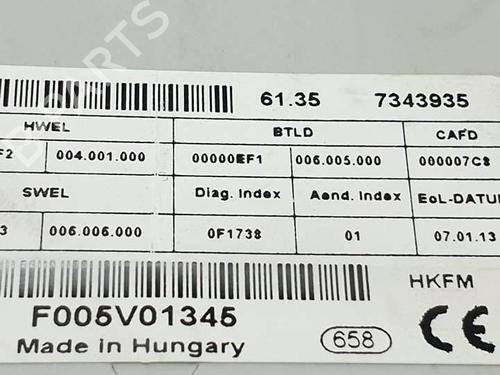 61.35 7343935
HWEL BTLD CAFD
F2 004.001.000 00000EF1 006.005.000 000007C8
SWEL Diag. Index Aend. Index EoL-DATUM
3 006.006.000 0F1738 01 07.01.13
HKFM
F005V01345
658
CE
Made in Hungary